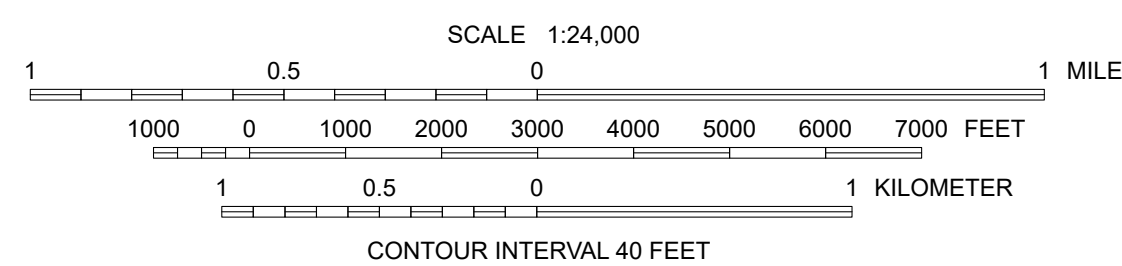 SCALE 1:24,000
1 0.5 0 1 MILE
1000 0 1000 2000 3000 4000 5000 6000 7000 FEET
1 0.5 0 1 KILOMETER
CONTOUR INTERVAL 40 FEET